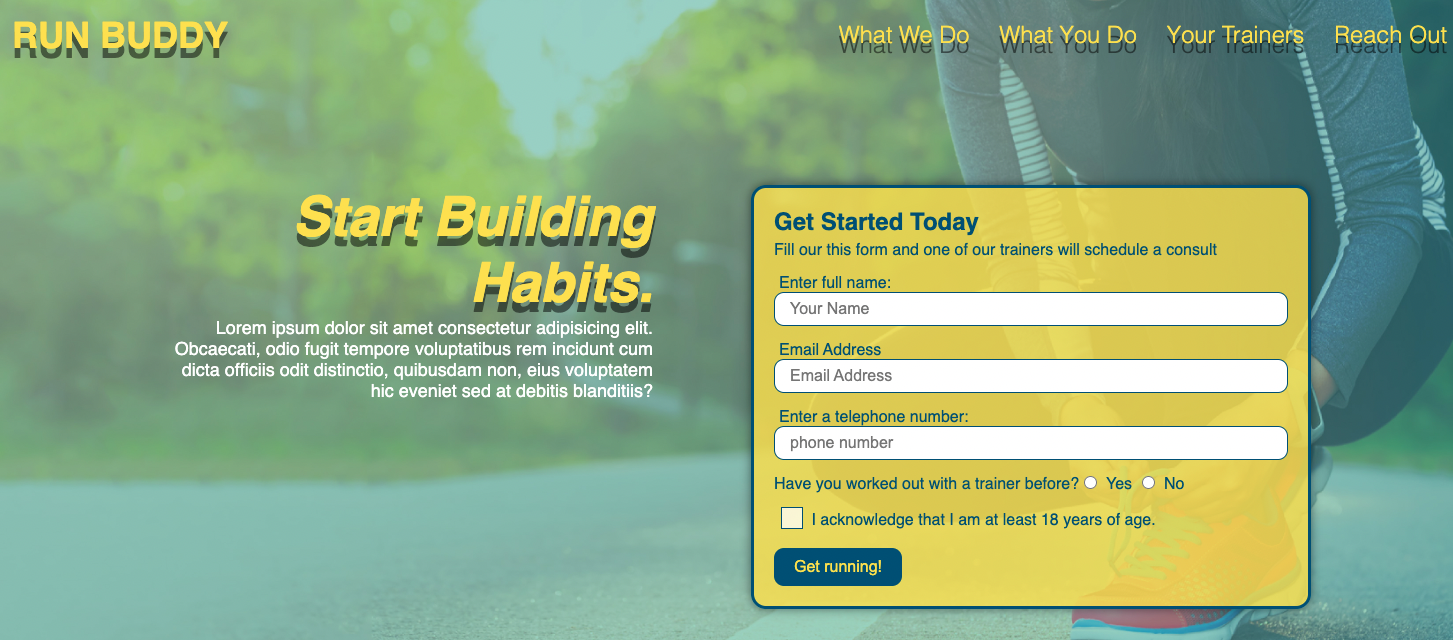 RUN BUDDY
What We Do What You Do Your Trainers Reach Out
Start Building
Habits.
Lorem ipsum dolor sit amet consectetur adipisicing elit.
Obcaecati, odio fugit tempore voluptatibus rem incidunt cum
dicta officiis odit distinctio, quibusdam non, eius voluptatem
hic eveniet sed at debitis blanditiis?
Get Started Today
Fill our this form and one of our trainers will schedule a consult
Enter full name:
Your Name
Email Address
Email Address
Enter a telephone number:
phone number
Have you worked out with a trainer before? Yes No
I acknowledge that I am at least 18 years of age.
Get running!